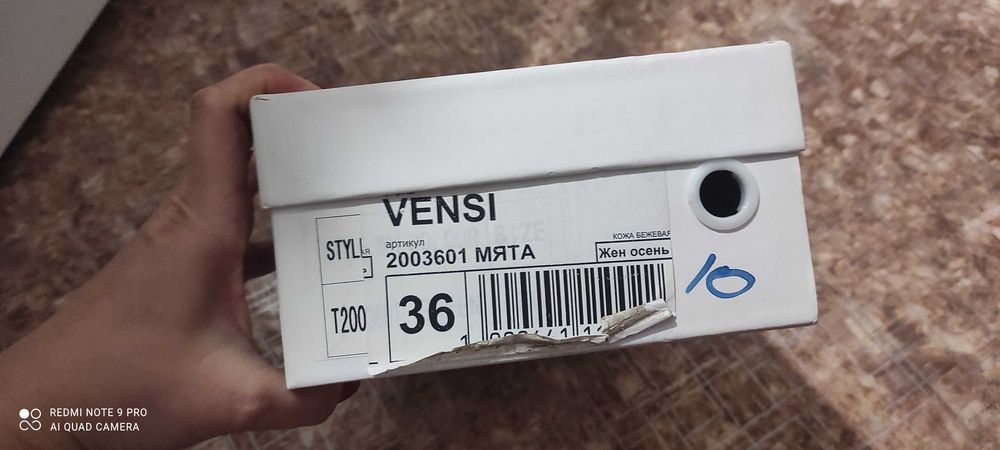 VENSI
STYL
артикул
КОЖА БЕЖЕВАЯ
2003601 МЯТА
Жен осень
T200
36
10
REDMI NOTE 9 PRO
AI QUAD CAMERA